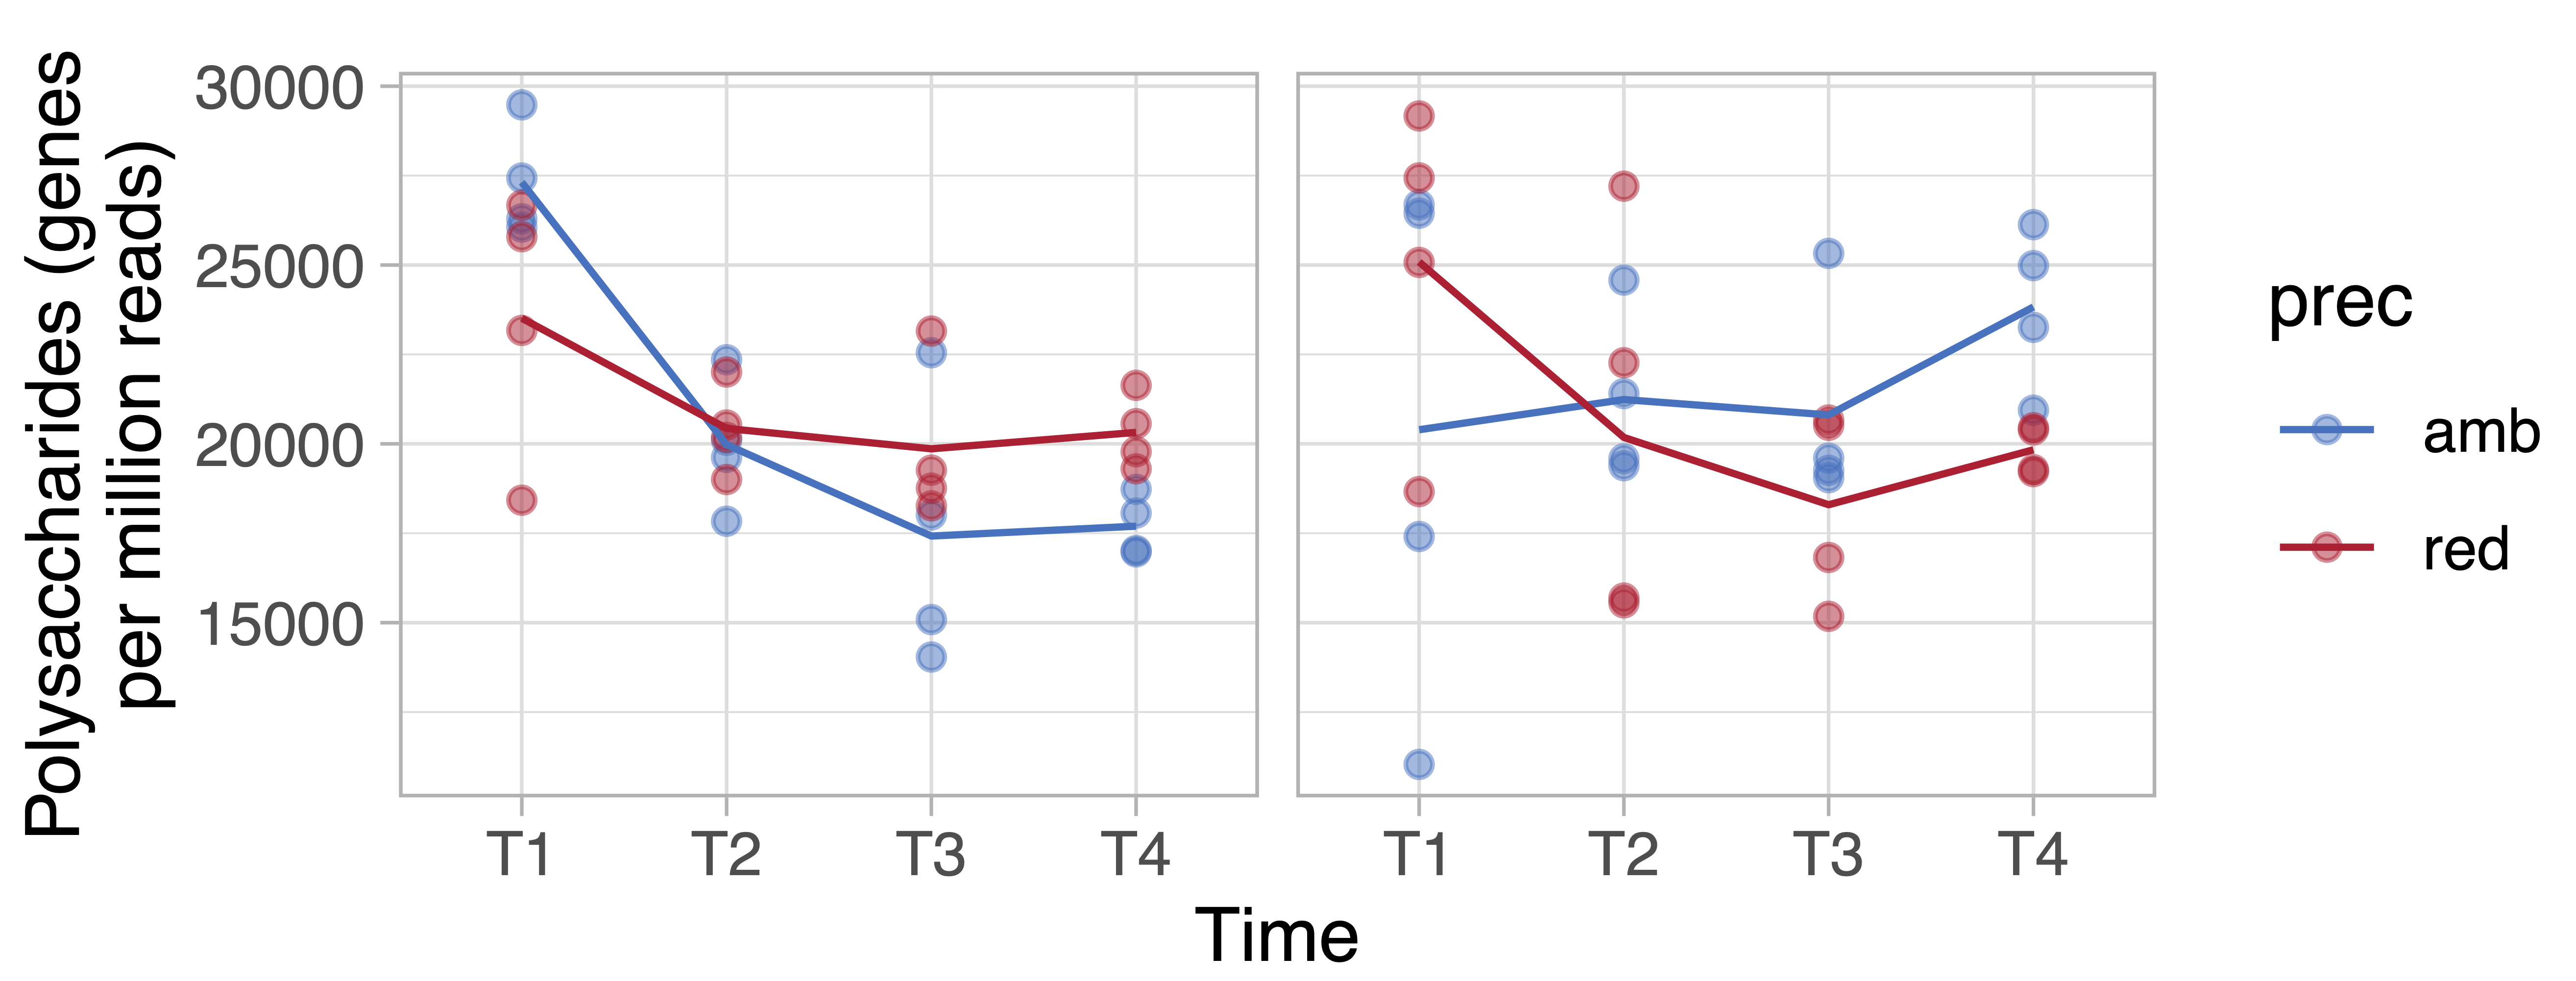 Polysaccharides (genes
per million reads)
30000
25000
20000
15000
T1 T2 T3 T4
T1 T2 T3 T4
Time
prec
amb
red